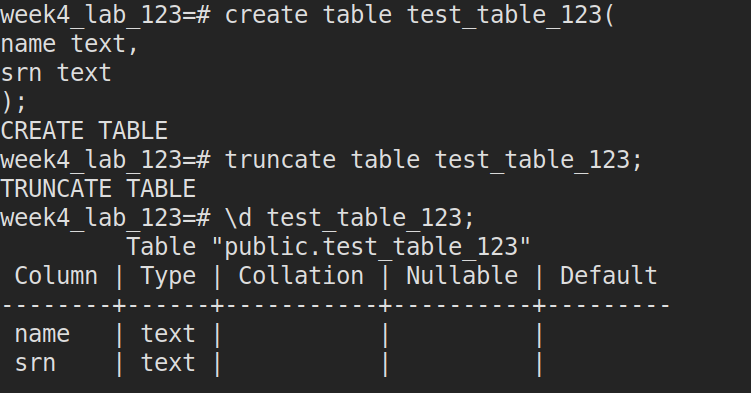 week4_lab_123=# create table test_table_123(
name text,
srn text
);
CREATE TABLE
week4_lab_123=# truncate table test_table_123;
TRUNCATE TABLE
week4_lab_123=# \d test_table_123;
         Table "public.test_table_123"
 Column | Type | Collation | Nullable | Default
--------+------+-----------+----------+---------
 name   | text |           |          |
 srn    | text |           |          |